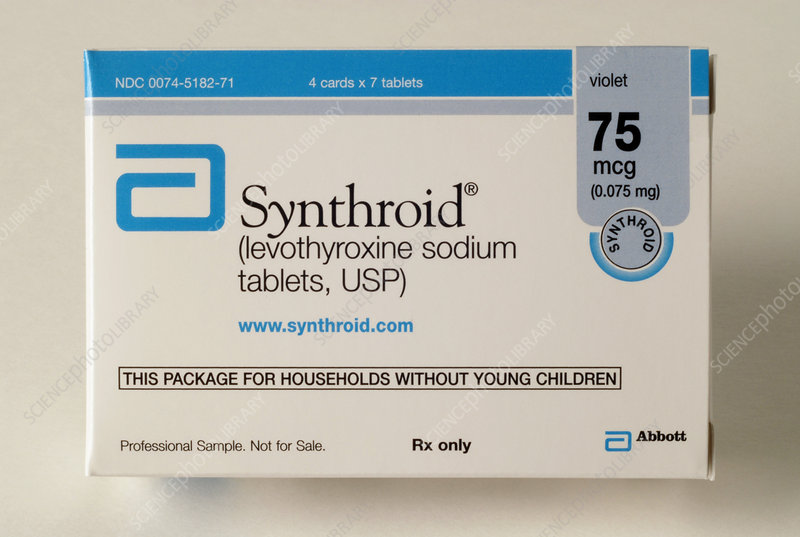 NDC 0074-5182-71
4 cards x 7 tablets
violet
75
mcg
(0.075 mg)
SYNTHROID
Synthroid®
(levothyroxine sodium
tablets, USP)
www.synthroid.com
THIS PACKAGE FOR HOUSEHOLDS WITHOUT YOUNG CHILDREN
Professional Sample. Not for Sale.
Rx only
Abbott
SCIENCEphotoLIBRARY